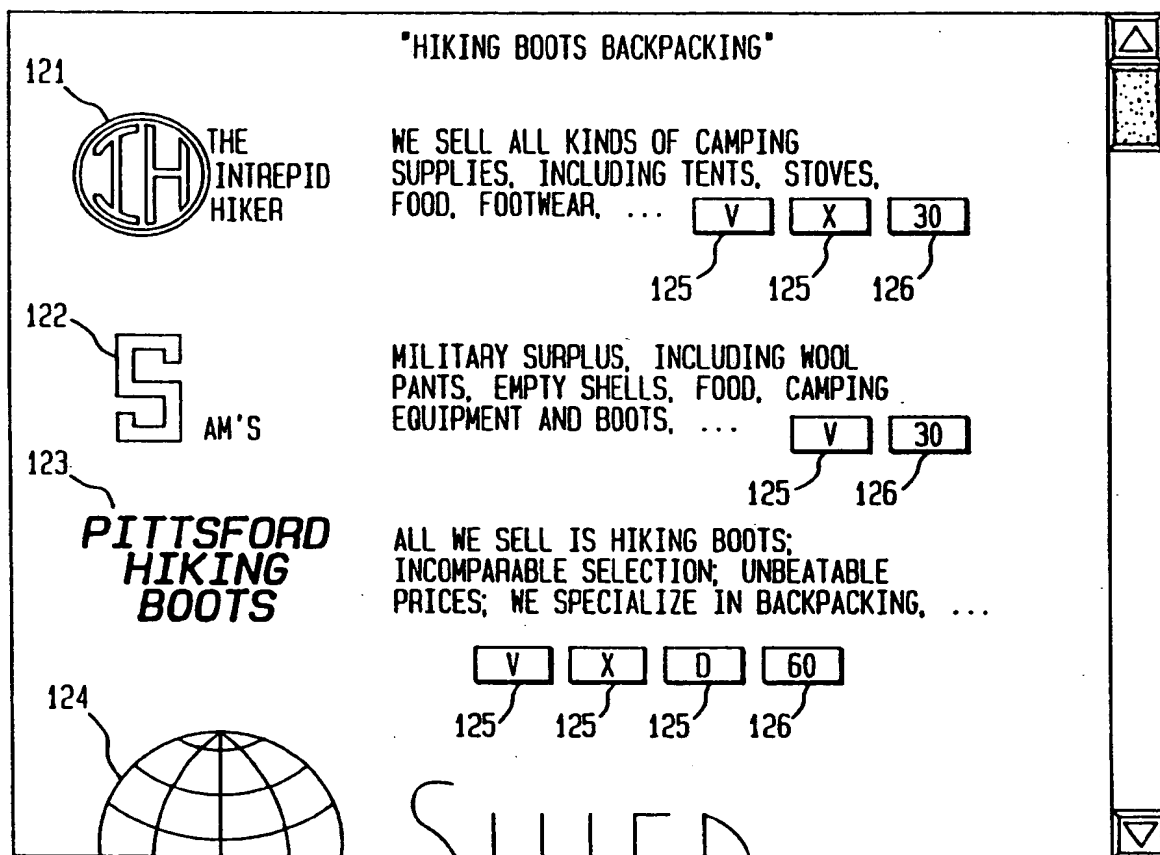 "HIKING BOOTS BACKPACKING"
121
IH
THE
INTREPID
HIKER
WE SELL ALL KINDS OF CAMPING
SUPPLIES, INCLUDING TENTS, STOVES,
FOOD, FOOTWEAR, ...
V X 30
125 125 126
122
SAM'S
MILITARY SURPLUS, INCLUDING WOOL
PANTS, EMPTY SHELLS, FOOD, CAMPING
EQUIPMENT AND BOOTS, ...
V 30
125 126
123
PITTSFORD
HIKING
BOOTS
ALL WE SELL IS HIKING BOOTS;
INCOMPARABLE SELECTION; UNBEATABLE
PRICES; WE SPECIALIZE IN BACKPACKING, ...
V X D 60
125 125 125 126
124